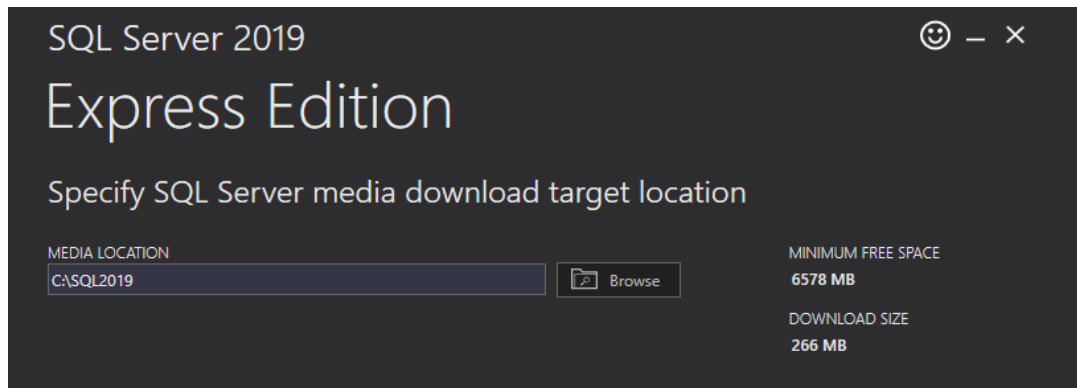 SQL Server 2019
Express Edition
Specify SQL Server media download target location
MEDIA LOCATION
C:\SQL2019
Browse
MINIMUM FREE SPACE
6578 MB
DOWNLOAD SIZE
266 MB